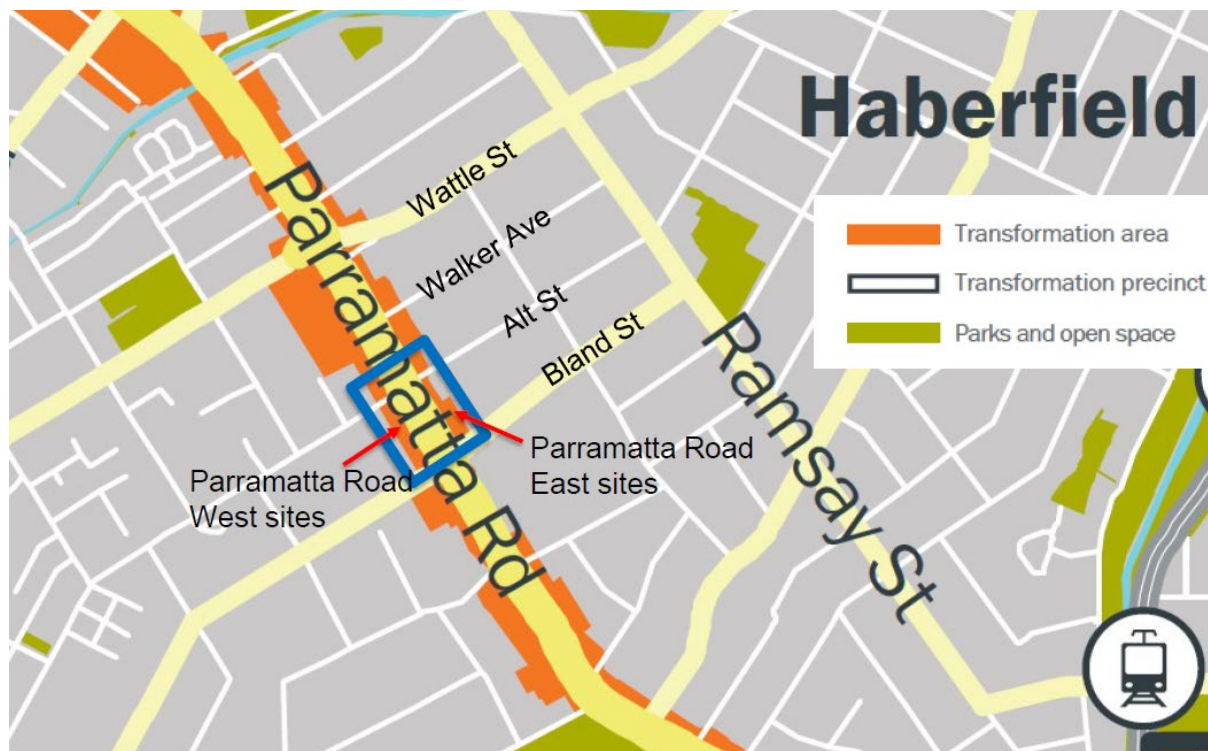 Haberfield
Transformation area
Transformation precinct
Parks and open space
Wattle St
Walker Ave
Alt St
Bland St
Parramatta Rd
Ramsay St
Parramatta Road
West sites
Parramatta Road
East sites